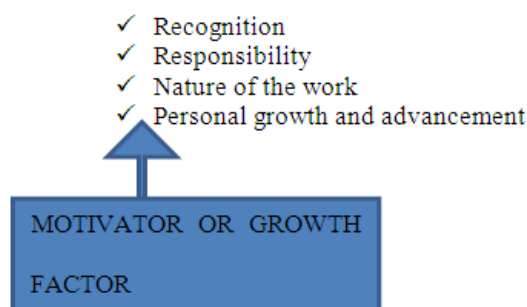 ✓ Recognition
✓ Responsibility
✓ Nature of the work
✓ Personal growth and advancement
MOTIVATOR OR GROWTH
FACTOR